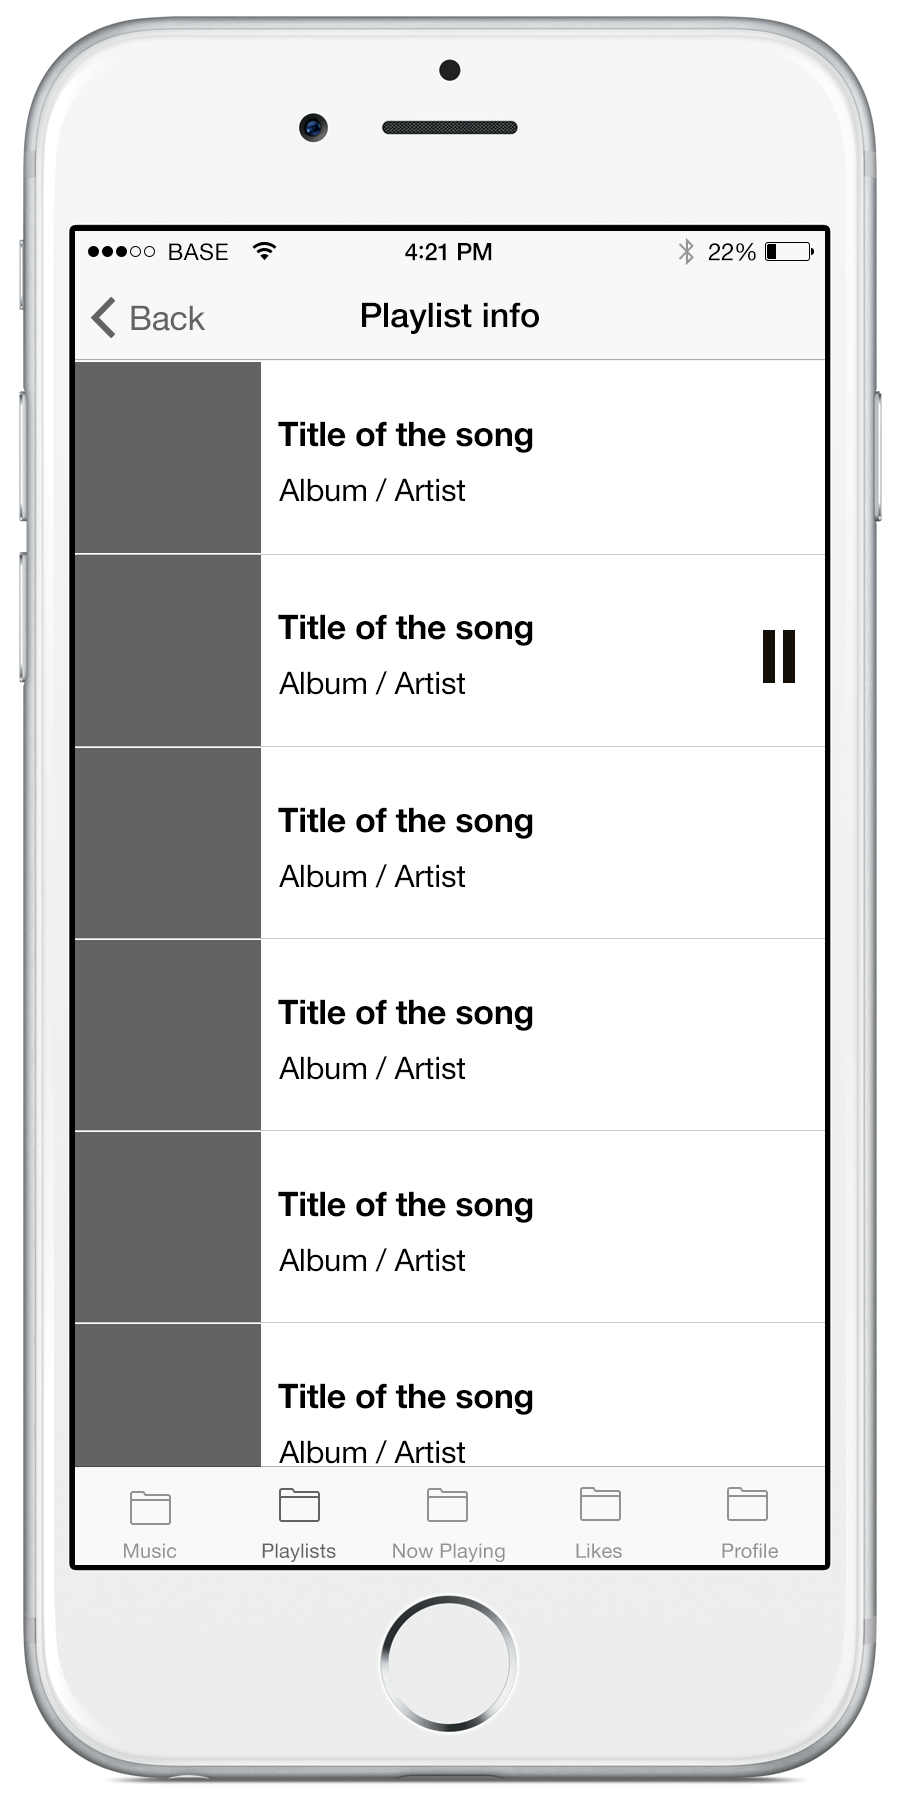 BASE 4:21 PM 22%
Back Playlist info
Title of the song
Album / Artist
Title of the song
Album / Artist
Title of the song
Album / Artist
Title of the song
Album / Artist
Title of the song
Album / Artist
Title of the song
Album / Artist
Music Playlists Now Playing Likes Profile